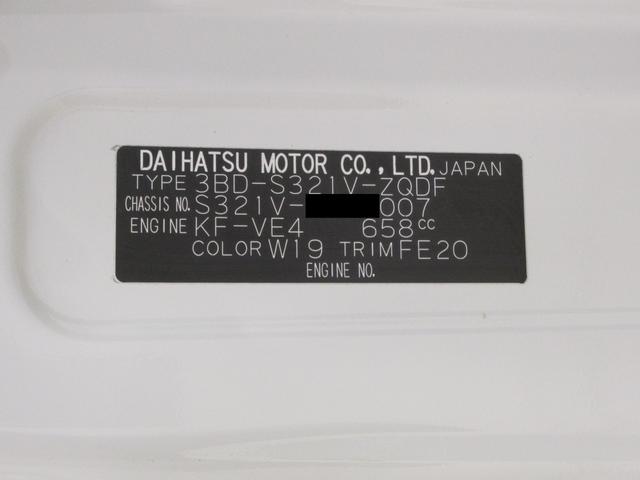 DAIHATSU MOTOR CO., LTD. JAPAN
TYPE 3BD-S321V-ZQDF
CHASSIS NO. S321V- 007
ENGINE KF-VE4 658cc
COLOR W19 TRIM FE20
ENGINE NO.